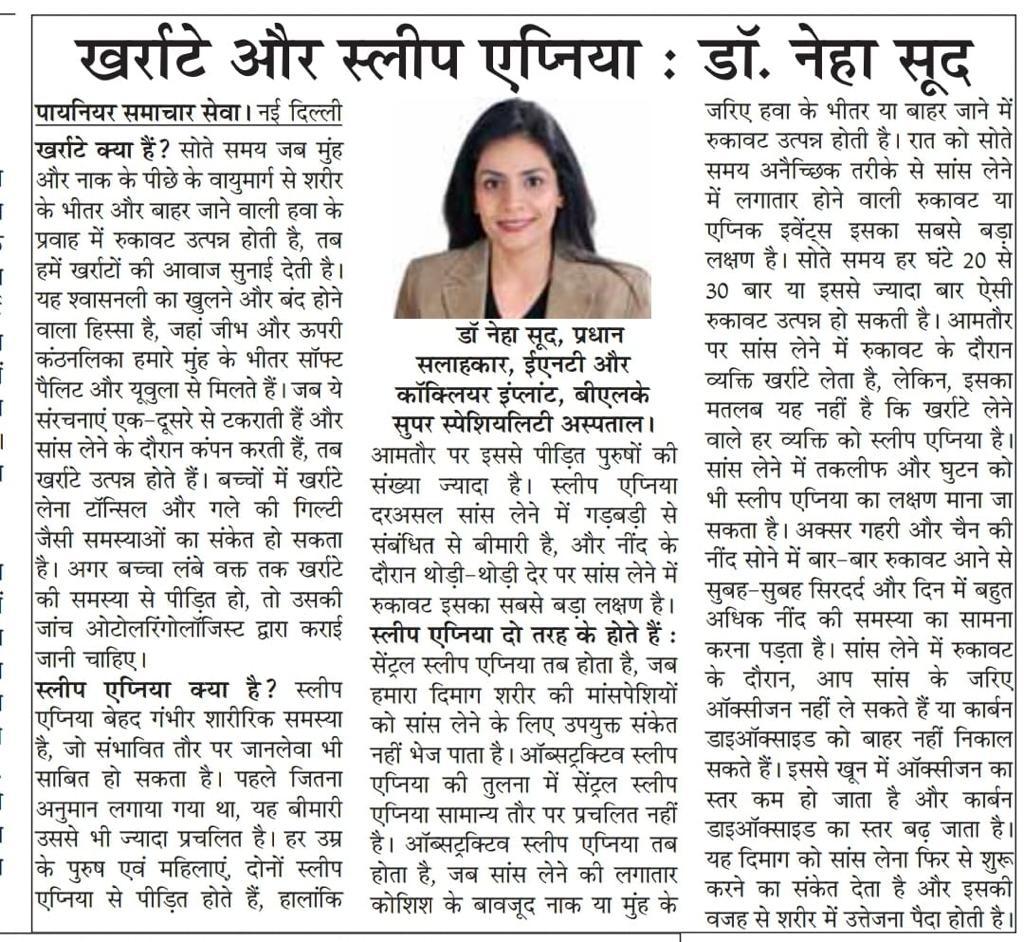 खर्राटे और स्लीप एप्निया : डॉ. नेहा सूद
पायनियर समाचार सेवा। नई दिल्ली
खर्राटे क्या हैं? सोते समय जब मुंह
और नाक के पीछे के वायुमार्ग से शरीर
के भीतर और बाहर जाने वाली हवा के
प्रवाह में रुकावट उत्पन्न होती है, तब
हमें खर्राटों की आवाज सुनाई देती है।
यह श्वासनली का खुलने और बंद होने
वाला हिस्सा है, जहां जीभ और ऊपरी
कंठनलिका हमारे मुंह के भीतर सॉफ्ट
पैलिट और यूवुला से मिलते हैं। जब ये
संरचनाएं एक-दूसरे से टकराती हैं और
सांस लेने के दौरान कंपन करती हैं, तब
खर्राटे उत्पन्न होते हैं। बच्चों में खर्राटे
लेना टॉन्सिल और गले की गिल्टी
जैसी समस्याओं का संकेत हो सकता
है। अगर बच्चा लंबे वक्त तक खर्राटे
की समस्या से पीड़ित हो, तो उसकी
जांच ओटोलरिंगोलॉजिस्ट द्वारा कराई
जानी चाहिए।
स्लीप एप्निया क्या है? स्लीप
एप्निया बेहद गंभीर शारीरिक समस्या
है, जो संभावित तौर पर जानलेवा भी
साबित हो सकता है। पहले जितना
अनुमान लगाया गया था, यह बीमारी
उससे भी ज्यादा प्रचलित है। हर उम्र
के पुरुष एवं महिलाएं, दोनों स्लीप
एप्निया से पीड़ित होते हैं, हालांकि
डॉ नेहा सूद, प्रधान
सलाहकार, ईएनटी और
कॉक्लियर इंप्लांट, बीएलके
सुपर स्पेशियलिटी अस्पताल।
आमतौर पर इससे पीड़ित पुरुषों की
संख्या ज्यादा है। स्लीप एप्निया
दरअसल सांस लेने में गड़बड़ी से
संबंधित से बीमारी है, और नींद के
दौरान थोड़ी-थोड़ी देर पर सांस लेने में
रुकावट इसका सबसे बड़ा लक्षण है।
स्लीप एप्निया दो तरह के होते हैं :
सेंट्रल स्लीप एप्निया तब होता है, जब
हमारा दिमाग शरीर की मांसपेशियों
को सांस लेने के लिए उपयुक्त संकेत
नहीं भेज पाता है। ऑब्सट्रक्टिव स्लीप
एप्निया की तुलना में सेंट्रल स्लीप
एप्निया सामान्य तौर पर प्रचलित नहीं
है। ऑब्सट्रक्टिव स्लीप एप्निया तब
होता है, जब सांस लेने की लगातार
कोशिश के बावजूद नाक या मुंह के
जरिए हवा के भीतर या बाहर जाने में
रुकावट उत्पन्न होती है। रात को सोते
समय अनैच्छिक तरीके से सांस लेने
में लगातार होने वाली रुकावट या
एप्निक इवेंट्स इसका सबसे बड़ा
लक्षण है। सोते समय हर घंटे 20 से
30 बार या इससे ज्यादा बार ऐसी
रुकावट उत्पन्न हो सकती है। आमतौर
पर सांस लेने में रुकावट के दौरान
व्यक्ति खर्राटे लेता है, लेकिन, इसका
मतलब यह नहीं है कि खर्राटे लेने
वाले हर व्यक्ति को स्लीप एप्निया है।
सांस लेने में तकलीफ और घुटन को
भी स्लीप एप्निया का लक्षण माना जा
सकता है। अक्सर गहरी और चैन की
नींद सोने में बार-बार रुकावट आने से
सुबह-सुबह सिरदर्द और दिन में बहुत
अधिक नींद की समस्या का सामना
करना पड़ता है। सांस लेने में रुकावट
के दौरान, आप सांस के जरिए
ऑक्सीजन नहीं ले सकते हैं या कार्बन
डाइऑक्साइड को बाहर नहीं निकाल
सकते हैं। इससे खून में ऑक्सीजन का
स्तर कम हो जाता है और कार्बन
डाइऑक्साइड का स्तर बढ़ जाता है।
यह दिमाग को सांस लेना फिर से शुरू
करने का संकेत देता है और इसकी
वजह से शरीर में उत्तेजना पैदा होती है।